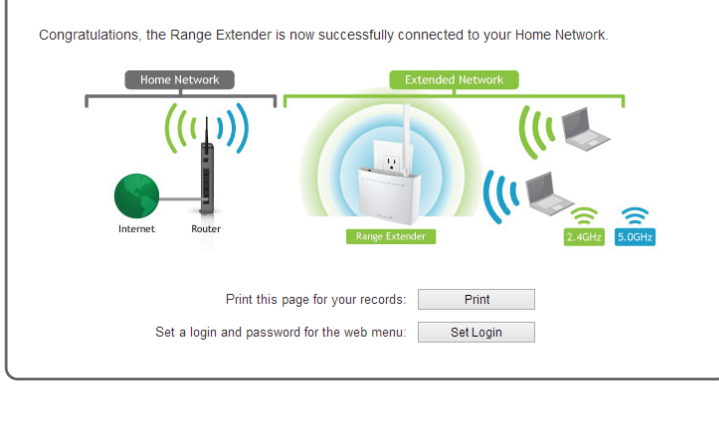 Congratulations, the Range Extender is now successfully connected to your Home Network.
Home Network
Extended Network
Internet
Router
Range Extender
2.4GHz
5.0GHz
Print this page for your records:
Print
Set a login and password for the web menu:
Set Login